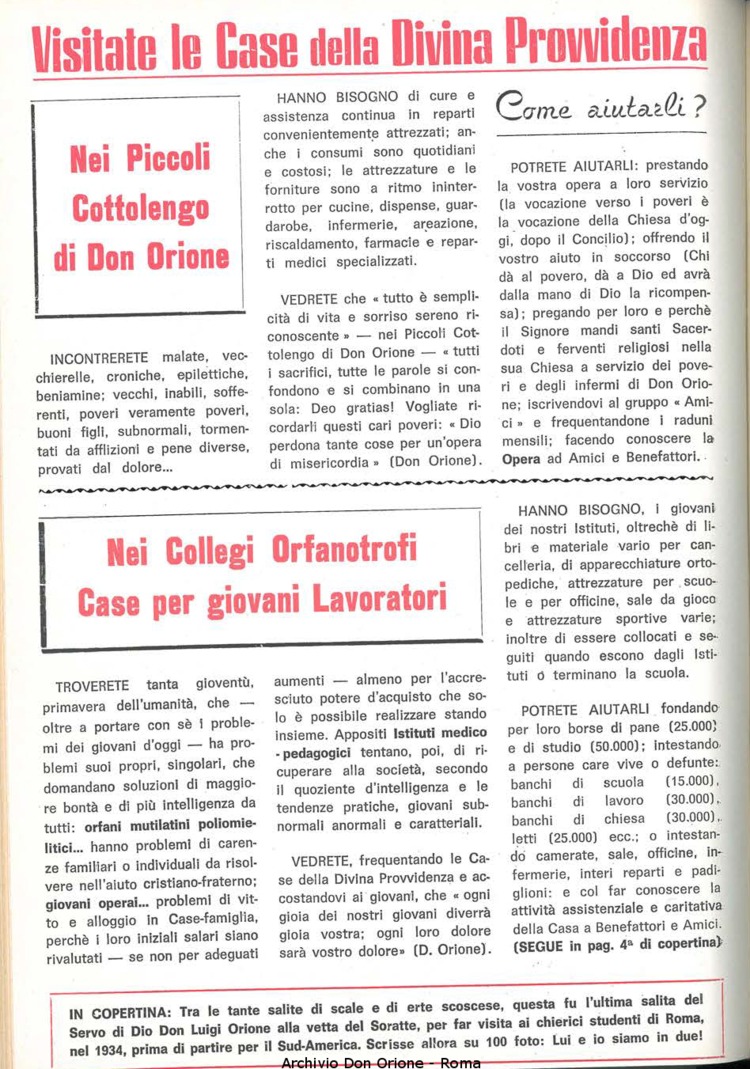 Visitate le Case della Divina Provvidenza
Nei Piccoli
Cottolengo
di Don Orione
INCONTRERETE malate, vec-
chierelle, croniche, epilettiche,
beniamine; vecchi, inabili, soffe-
renti, poveri veramente poveri,
buoni figli, subnormali, tormen-
tati da afflizioni e pene diverse,
provati dal dolore...
HANNO BISOGNO di cure e
assistenza continua in reparti
convenientemente attrezzati; an-
che i consumi sono quotidiani
e costosi; le attrezzature e le
forniture sono a ritmo ininter-
rotto per cucine, dispense, guar-
darobe, infermerie, areazione,
riscaldamento, farmacie e repar-
ti medici specializzati.
VEDRETE che « tutto è sempli-
cità di vita e sorriso sereno ri-
conoscente » — nei Piccoli Cot-
tolengo di Don Orione — « tutti
i sacrifici, tutte le parole si con-
fondono e si combinano in una
sola: Deo gratias! Vogliate ri-
cordarli questi cari poveri: « Dio
perdona tante cose per un'opera
di misericordia » (Don Orione).
Come aiutarli?
POTRETE AIUTARLI: prestando
la vostra opera a loro servizio
(la vocazione verso i poveri è
la vocazione della Chiesa d'og-
gi, dopo il Concilio); offrendo il
vostro aiuto in soccorso (Chi
dà al povero, dà a Dio ed avrà
dalla mano di Dio la ricompen-
sa); pregando per loro e perchè
il Signore mandi santi Sacer-
doti e ferventi religiosi nella
sua Chiesa a servizio dei pove-
ri e degli infermi di Don Orio-
ne; iscrivendovi al gruppo « Ami-
ci » e frequentandone i raduni
mensili; facendo conoscere la
Opera ad Amici e Benefattori.
Nei Collegi Orfanotrofi
Case per giovani Lavoratori
TROVERETE tanta gioventù,
primavera dell'umanità, che —
oltre a portare con sè i proble-
mi dei giovani d'oggi — ha pro-
blemi suoi propri, singolari, che
domandano soluzioni di maggio-
re bontà e di più intelligenza da
tutti: orfani mutilatini poliomie-
litici... hanno problemi di caren-
ze familiari o individuali da risol-
vere nell'aiuto cristiano-fraterno;
giovani operai... problemi di vit-
to e alloggio in Case-famiglia,
perchè i loro iniziali salari siano
rivalutati — se non per adeguati
aumenti — almeno per l'accre-
sciuto potere d'acquisto che so-
lo è possibile realizzare stando
insieme. Appositi Istituti medico
-pedagogici tentano, poi, di ri-
cuperare alla società, secondo
il quoziente d'intelligenza e le
tendenze pratiche, giovani sub-
normali anormali e caratteriali.
VEDRETE, frequentando le Ca-
se della Divina Provvidenza e ac-
costandovi ai giovani, che « ogni
gioia dei nostri giovani diverrà
gioia vostra; ogni loro dolore
sarà vostro dolore» (D. Orione).
HANNO BISOGNO, i giovani
dei nostri Istituti, oltrechè di li-
bri e materiale vario per can-
celleria, di apparecchiature orto-
pediche, attrezzature per scuo-
le e per officine, sale da gioco
e attrezzature sportive varie;
inoltre di essere collocati e se-
guiti quando escono dagli Isti-
tuti o terminano la scuola.
POTRETE AIUTARLI fondando
per loro borse di pane (25.000)
e di studio (50.000); intestando
a persone care vive o defunte:
banchi di scuola (15.000),
banchi di lavoro (30.000),
banchi di chiesa (30.000),
letti (25.000) ecc.; o intestan-
do camerate, sale, officine, in-
fermerie, interi reparti e padi-
glioni: e col far conoscere la
attività assistenziale e caritativa
della Casa a Benefattori e Amici.
(SEGUE in pag. 4ª di copertina)
IN COPERTINA: Tra le tante salite di scale e di erte scoscese, questa fu l'ultima salita del
Servo di Dio Don Luigi Orione alla vetta del Soratte, per far visita ai chierici studenti di Roma,
nel 1934, prima di partire per il Sud-America. Scrisse allora su 100 foto: Lui e io siamo in due!
Archivio Don Orione - Roma